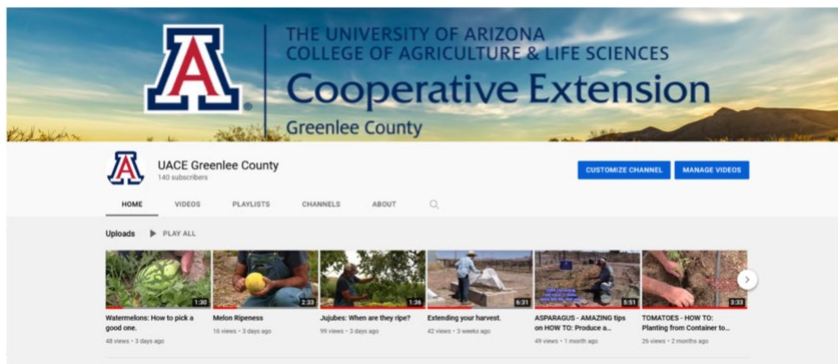 THE UNIVERSITY OF ARIZONA
COLLEGE OF AGRICULTURE & LIFE SCIENCES
Cooperative Extension
Greenlee County
A
A
UACE Greenlee County
140 subscribers
CUSTOMIZE CHANNEL
MANAGE VIDEOS
HOME
VIDEOS
PLAYLISTS
CHANNELS
ABOUT
Uploads
PLAY ALL
1:30
2:33
1:36
6:31
5:51
3:33
Watermelons: How to pick a
good one.
48 views • 3 days ago
Melon Ripeness
16 views • 3 days ago
Jujubes: When are they ripe?
99 views • 3 days ago
Extending your harvest.
42 views • 3 weeks ago
ASPARAGUS - AMAZING tips
on HOW TO: Produce a...
49 views • 1 month ago
TOMATOES - HOW TO:
Planting from Container to...
26 views • 2 months ago